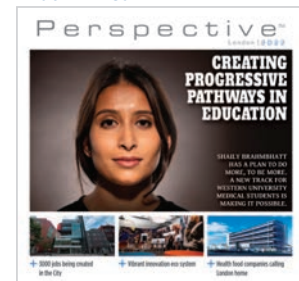 Perspective
London | 2022
CREATING
PROGRESSIVE
PATHWAYS IN
EDUCATION
SHAILY BRAHMBHATT
HAS A PLAN TO DO
MORE, TO BE MORE.
A NEW TRACK FOR
WESTERN UNIVERSITY
MEDICAL STUDENTS IS
MAKING IT POSSIBLE.
+ 1000 jobs being created
in the City
+ Vibrant innovation eco system
+ Health food companies calling
London home